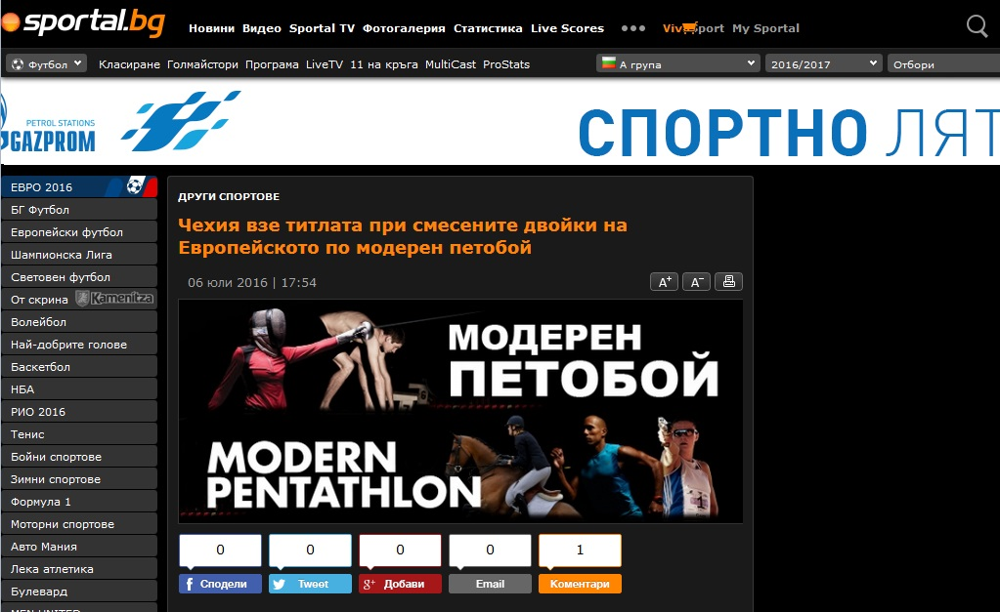 sportal.bg
Новини Видео Sportal TV Фотогалерия Статистика Live Scores VivaSport My Sportal
Футбол Класиране Голмайстори Програма LiveTV 11 на кръга MultiCast ProStats А група 2016/2017 Отбори
PETROL STATIONS
GAZPROM
СПОРТНО ЛЯТ
ЕВРО 2016
БГ Футбол
Европейски футбол
Шампионска Лига
Световен футбол
От скрина Kamenitza
Волейбол
Най-добрите голове
Баскетбол
НБА
РИО 2016
Тенис
Бойни спортове
Зимни спортове
Формула 1
Моторни спортове
Авто Мания
Лека атлетика
Булевард
MEN UNITED
ДРУГИ СПОРТОВЕ
Чехия взе титлата при смесените двойки на
Европейското по модерен петобой
06 юли 2016 | 17:54
A+ A-
МОДЕРЕН
ПЕТОБОЙ
MODERN
PENTATHLON
0 0 0 0 1
Сподели Tweet Добави Email Коментари